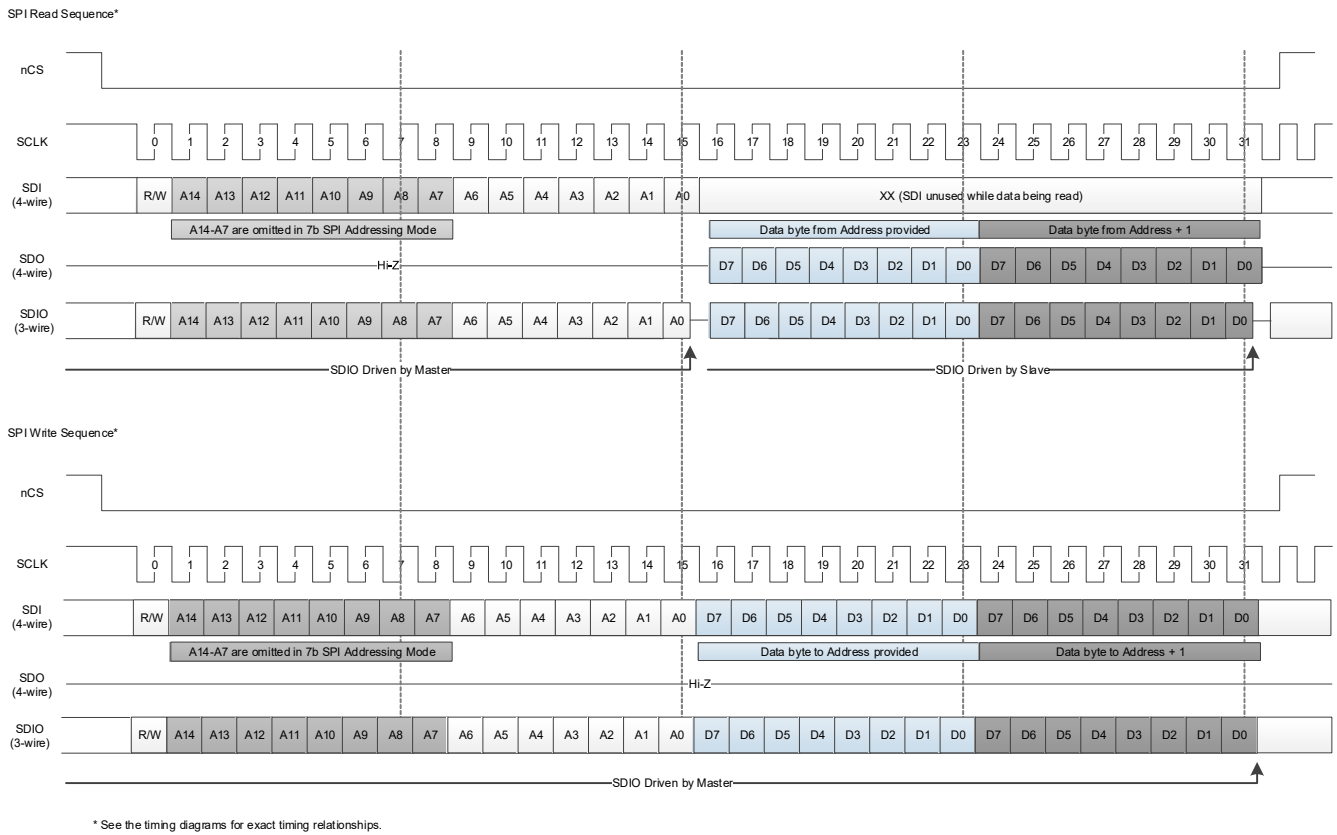 SPI Read Sequence*
nCS
SCLK 0 1 2 3 4 5 6 7 8 9 10 11 12 13 14 15 16 17 18 19 20 21 22 23 24 25 26 27 28 29 30 31
SDI R/W A14 A13 A12 A11 A10 A9 A8 A7 A6 A5 A4 A3 A2 A1 A0 XX (SDI unused while data being read)
(4-wire)
A14-A7 are omitted in 7b SPI Addressing Mode Data byte from Address provided Data byte from Address + 1
SDO Hi-Z D7 D6 D5 D4 D3 D2 D1 D0 D7 D6 D5 D4 D3 D2 D1 D0
(4-wire)
SDIO R/W A14 A13 A12 A11 A10 A9 A8 A7 A6 A5 A4 A3 A2 A1 A0 D7 D6 D5 D4 D3 D2 D1 D0 D7 D6 D5 D4 D3 D2 D1 D0
(3-wire)
SDIO Driven by Master SDIO Driven by Slave
SPI Write Sequence*
nCS
SCLK 0 1 2 3 4 5 6 7 8 9 10 11 12 13 14 15 16 17 18 19 20 21 22 23 24 25 26 27 28 29 30 31
SDI R/W A14 A13 A12 A11 A10 A9 A8 A7 A6 A5 A4 A3 A2 A1 A0 D7 D6 D5 D4 D3 D2 D1 D0 D7 D6 D5 D4 D3 D2 D1 D0
(4-wire)
A14-A7 are omitted in 7b SPI Addressing Mode Data byte to Address provided Data byte to Address + 1
SDO Hi-Z
(4-wire)
SDIO R/W A14 A13 A12 A11 A10 A9 A8 A7 A6 A5 A4 A3 A2 A1 A0 D7 D6 D5 D4 D3 D2 D1 D0 D7 D6 D5 D4 D3 D2 D1 D0
(3-wire)
SDIO Driven by Master
* See the timing diagrams for exact timing relationships.